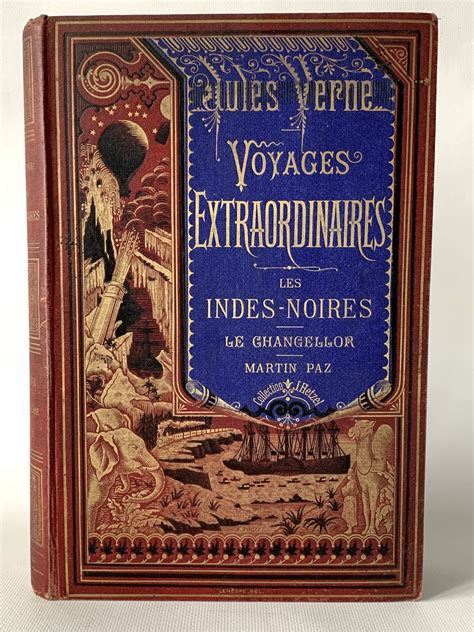 Jules Verne
VOYAGES
EXTRAORDINAIRES
LES
INDES-NOIRES
LE CHANCELLOR
MARTIN PAZ
Collection J. Hetzel